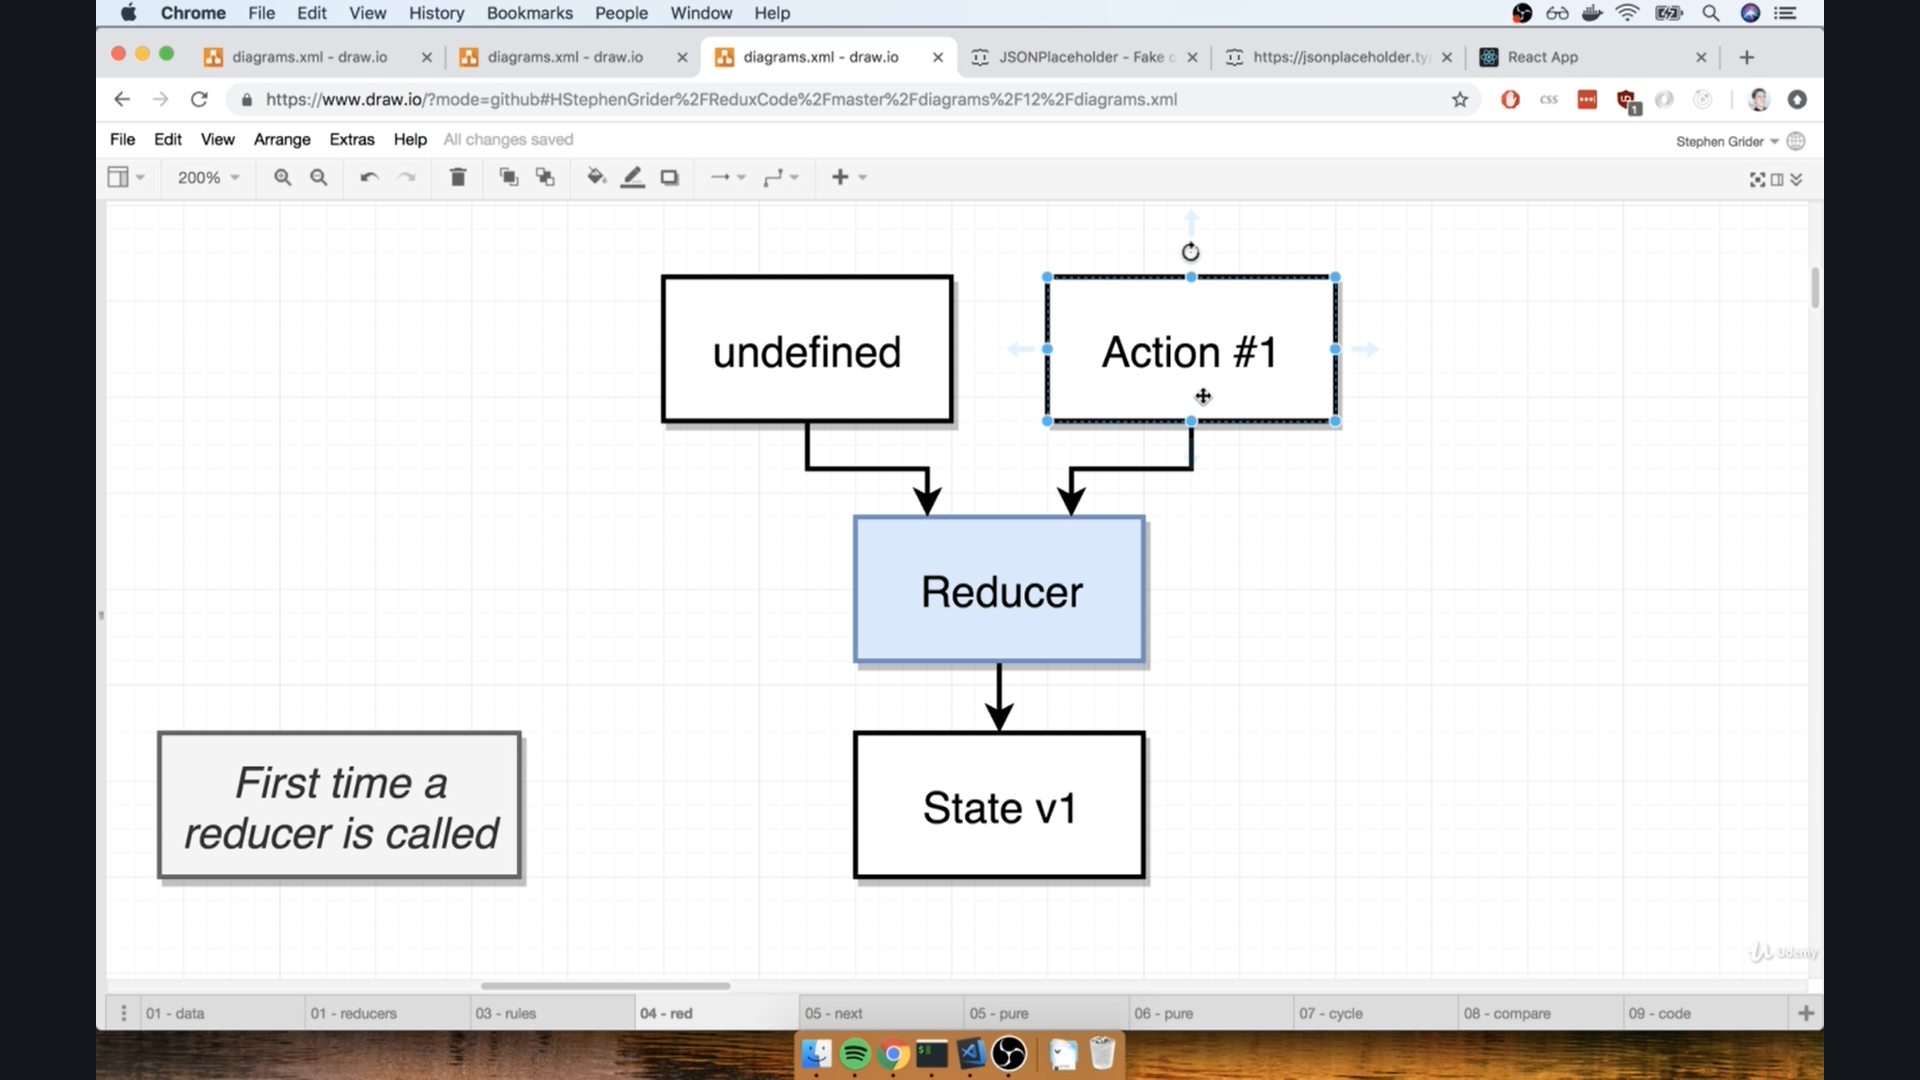 Chrome File Edit View History Bookmarks People Window Help
diagrams.xml - draw.io
diagrams.xml - draw.io
diagrams.xml - draw.io
JSONPlaceholder - Fake
https://jsonplaceholder.ty
React App
https://www.draw.io/?mode=github#HStephenGrider%2FReduxCode%2Fmaster%2Fdiagrams%2F12%2Fdiagrams.xml
CSS
1
File Edit View Arrange Extras Help All changes saved
Stephen Grider
200%
undefined
Action #1
Reducer
First time a
reducer is called
State v1
Udemy
01 - data
01 - reducers
03 - rules
04 - red
05 - next
05 - pure
06 - pure
07 - cycle
08 - compare
09 - code